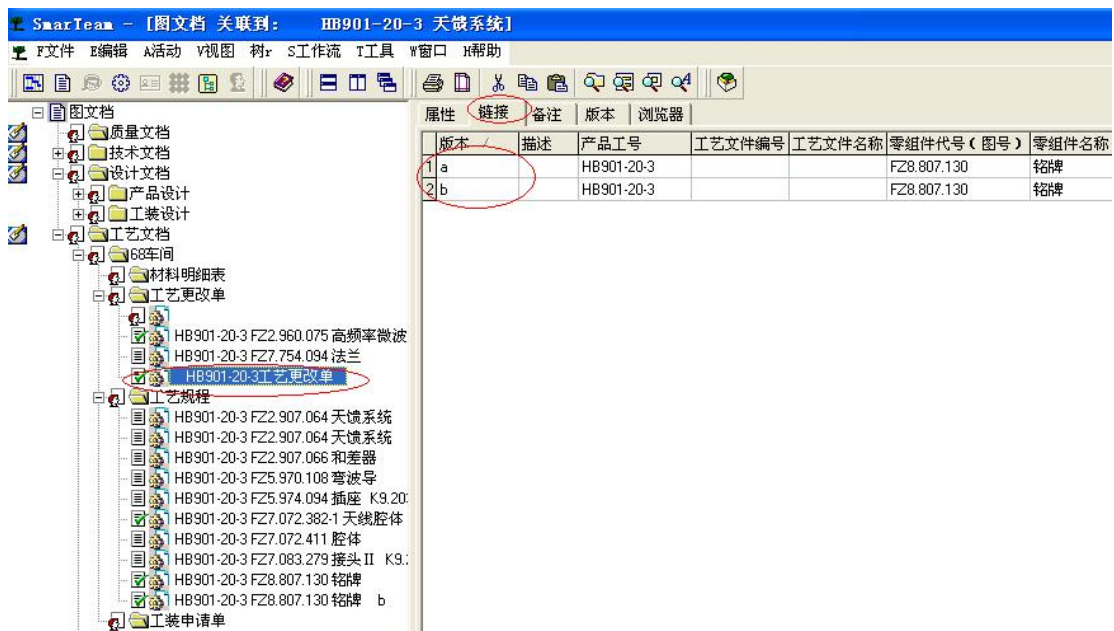 SmarTeam - [图文档 关联到: HB901-20-3 天馈系统]
F文件 E编辑 A活动 V视图 树r S工作流 T工具 W窗口 H帮助
图文档
质量文档
技术文档
设计文档
产品设计
工装设计
工艺文档
68车间
材料明细表
工艺更改单
HB901-20-3 FZ2.960.075 高频率微波
HB901-20-3 FZ7.754.094 法兰
HB901-20-3工艺更改单
工艺规程
HB901-20-3 FZ2.907.064 天馈系统
HB901-20-3 FZ2.907.064 天馈系统
HB901-20-3 FZ2.907.066 和差器
HB901-20-3 FZ5.970.108 弯波导
HB901-20-3 FZ5.974.094 插座 K9.20
HB901-20-3 FZ7.072.382-1 天线腔体
HB901-20-3 FZ7.072.411 腔体
HB901-20-3 FZ7.083.279 接头II K9.
HB901-20-3 FZ8.807.130 铭牌
HB901-20-3 FZ8.807.130 铭牌 b
工装申请单
属性 链接 备注 版本 浏览器
版本 / 描述 产品工号 工艺文件编号 工艺文件名称 零组件代号(图号) 零组件名称
1 a HB901-20-3 FZ8.807.130 铭牌
2 b HB901-20-3 FZ8.807.130 铭牌